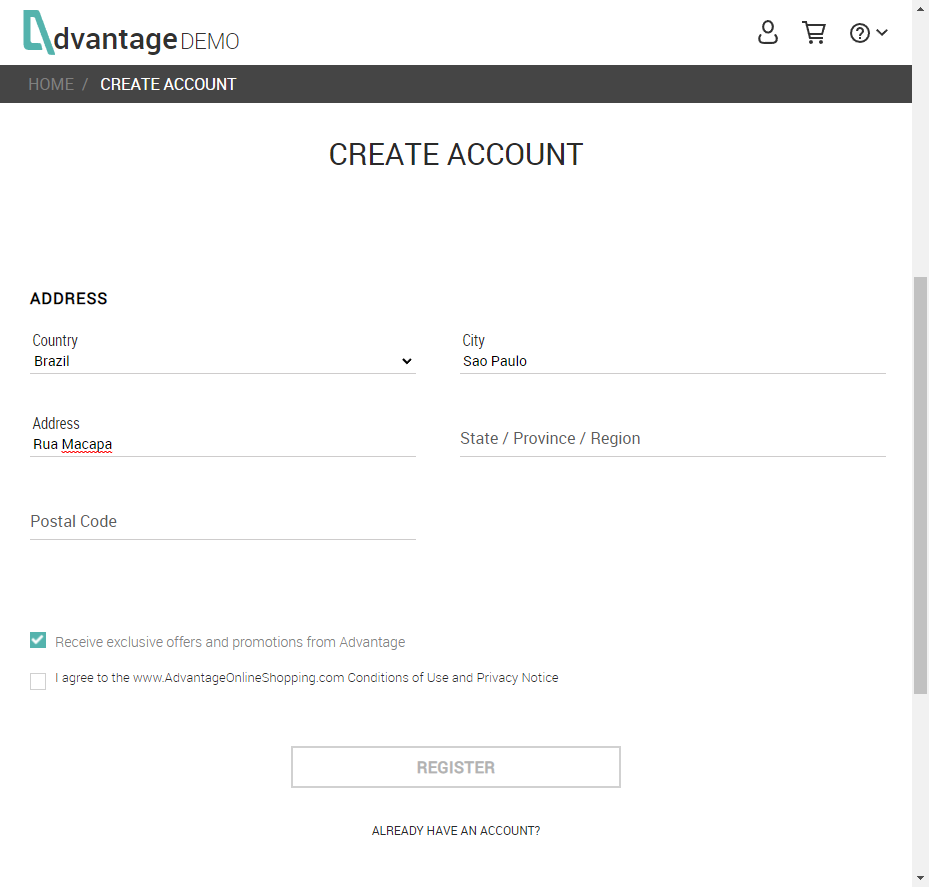 dvantage DEMO
HOME / CREATE ACCOUNT
CREATE ACCOUNT
ADDRESS
Country
Brazil
City
Sao Paulo
Address
Rua Macapa
State / Province / Region
Postal Code
Receive exclusive offers and promotions from Advantage
I agree to the www.AdvantageOnlineShopping.com Conditions of Use and Privacy Notice
REGISTER
ALREADY HAVE AN ACCOUNT?